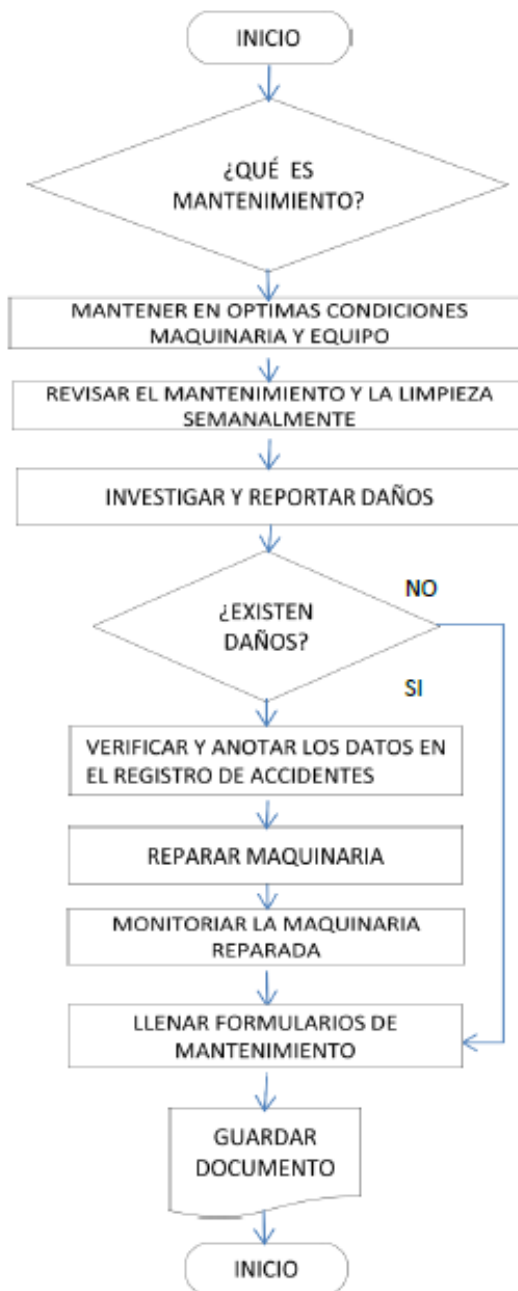 INICIO
¿QUÉ ES
MANTENIMIENTO?
MANTENER EN OPTIMAS CONDICIONES
MAQUINARIA Y EQUIPO
REVISAR EL MANTENIMIENTO Y LA LIMPIEZA
SEMANALMENTE
INVESTIGAR Y REPORTAR DAÑOS
NO
¿EXISTEN
DAÑOS?
SI
VERIFICAR Y ANOTAR LOS DATOS EN
EL REGISTRO DE ACCIDENTES
REPARAR MAQUINARIA
MONITORIAR LA MAQUINARIA
REPARADA
LLENAR FORMULARIOS DE
MANTENIMIENTO
GUARDAR
DOCUMENTO
INICIO